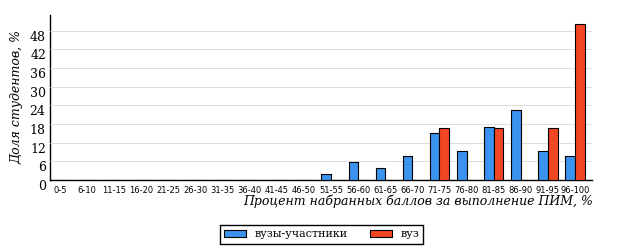 Доля студентов, %
48
42
36
30
24
18
12
6
0
0-5 6-10 11-15 16-20 21-25 26-30 31-35 36-40 41-45 46-50 51-55 56-60 61-65 66-70 71-75 76-80 81-85 86-90 91-95 96-100
Процент набранных баллов за выполнение ПИМ, %
вузы-участники вуз